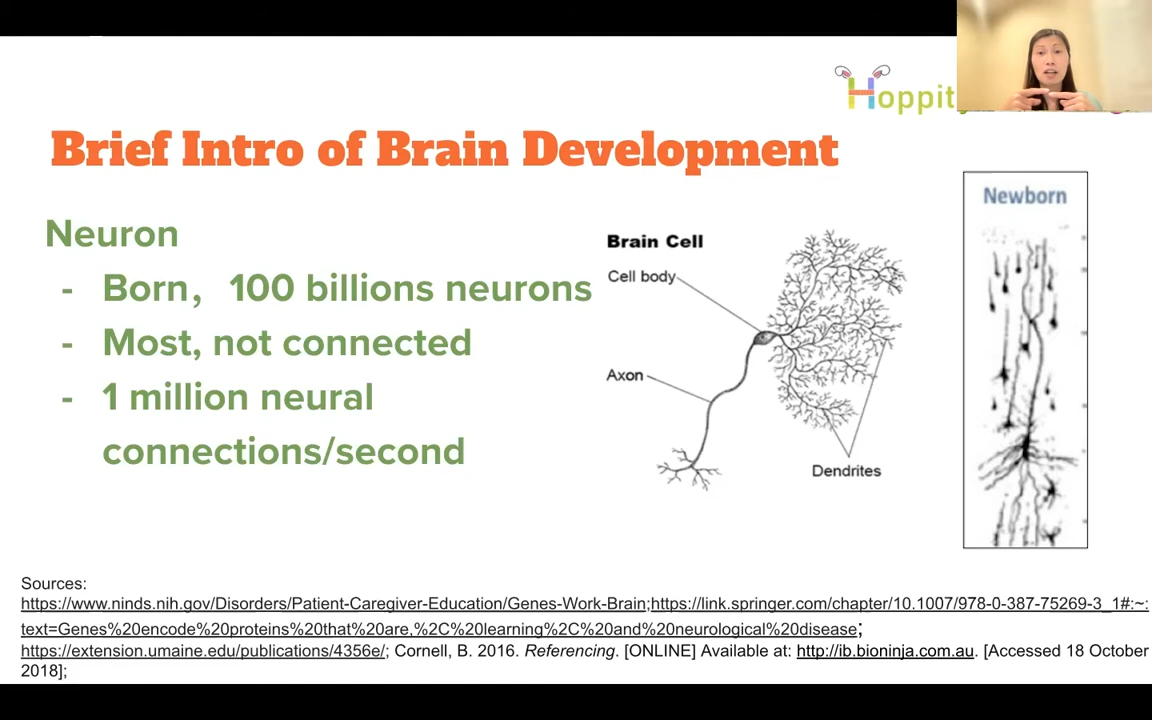 Hoppit
Brief Intro of Brain Development
Neuron
- Born， 100 billions neurons
- Most, not connected
- 1 million neural
connections/second
Brain Cell
Cell body
Axon
Dendrites
Newborn
Sources:
https://www.ninds.nih.gov/Disorders/Patient-Caregiver-Education/Genes-Work-Brain;https://link.springer.com/chapter/10.1007/978-0-387-75269-3_1#:~:
text=Genes%20encode%20proteins%20that%20are,%2C%20learning%2C%20and%20neurological%20disease;
https://extension.umaine.edu/publications/4356e/; Cornell, B. 2016. Referencing. [ONLINE] Available at: http://ib.bioninja.com.au. [Accessed 18 October
2018];